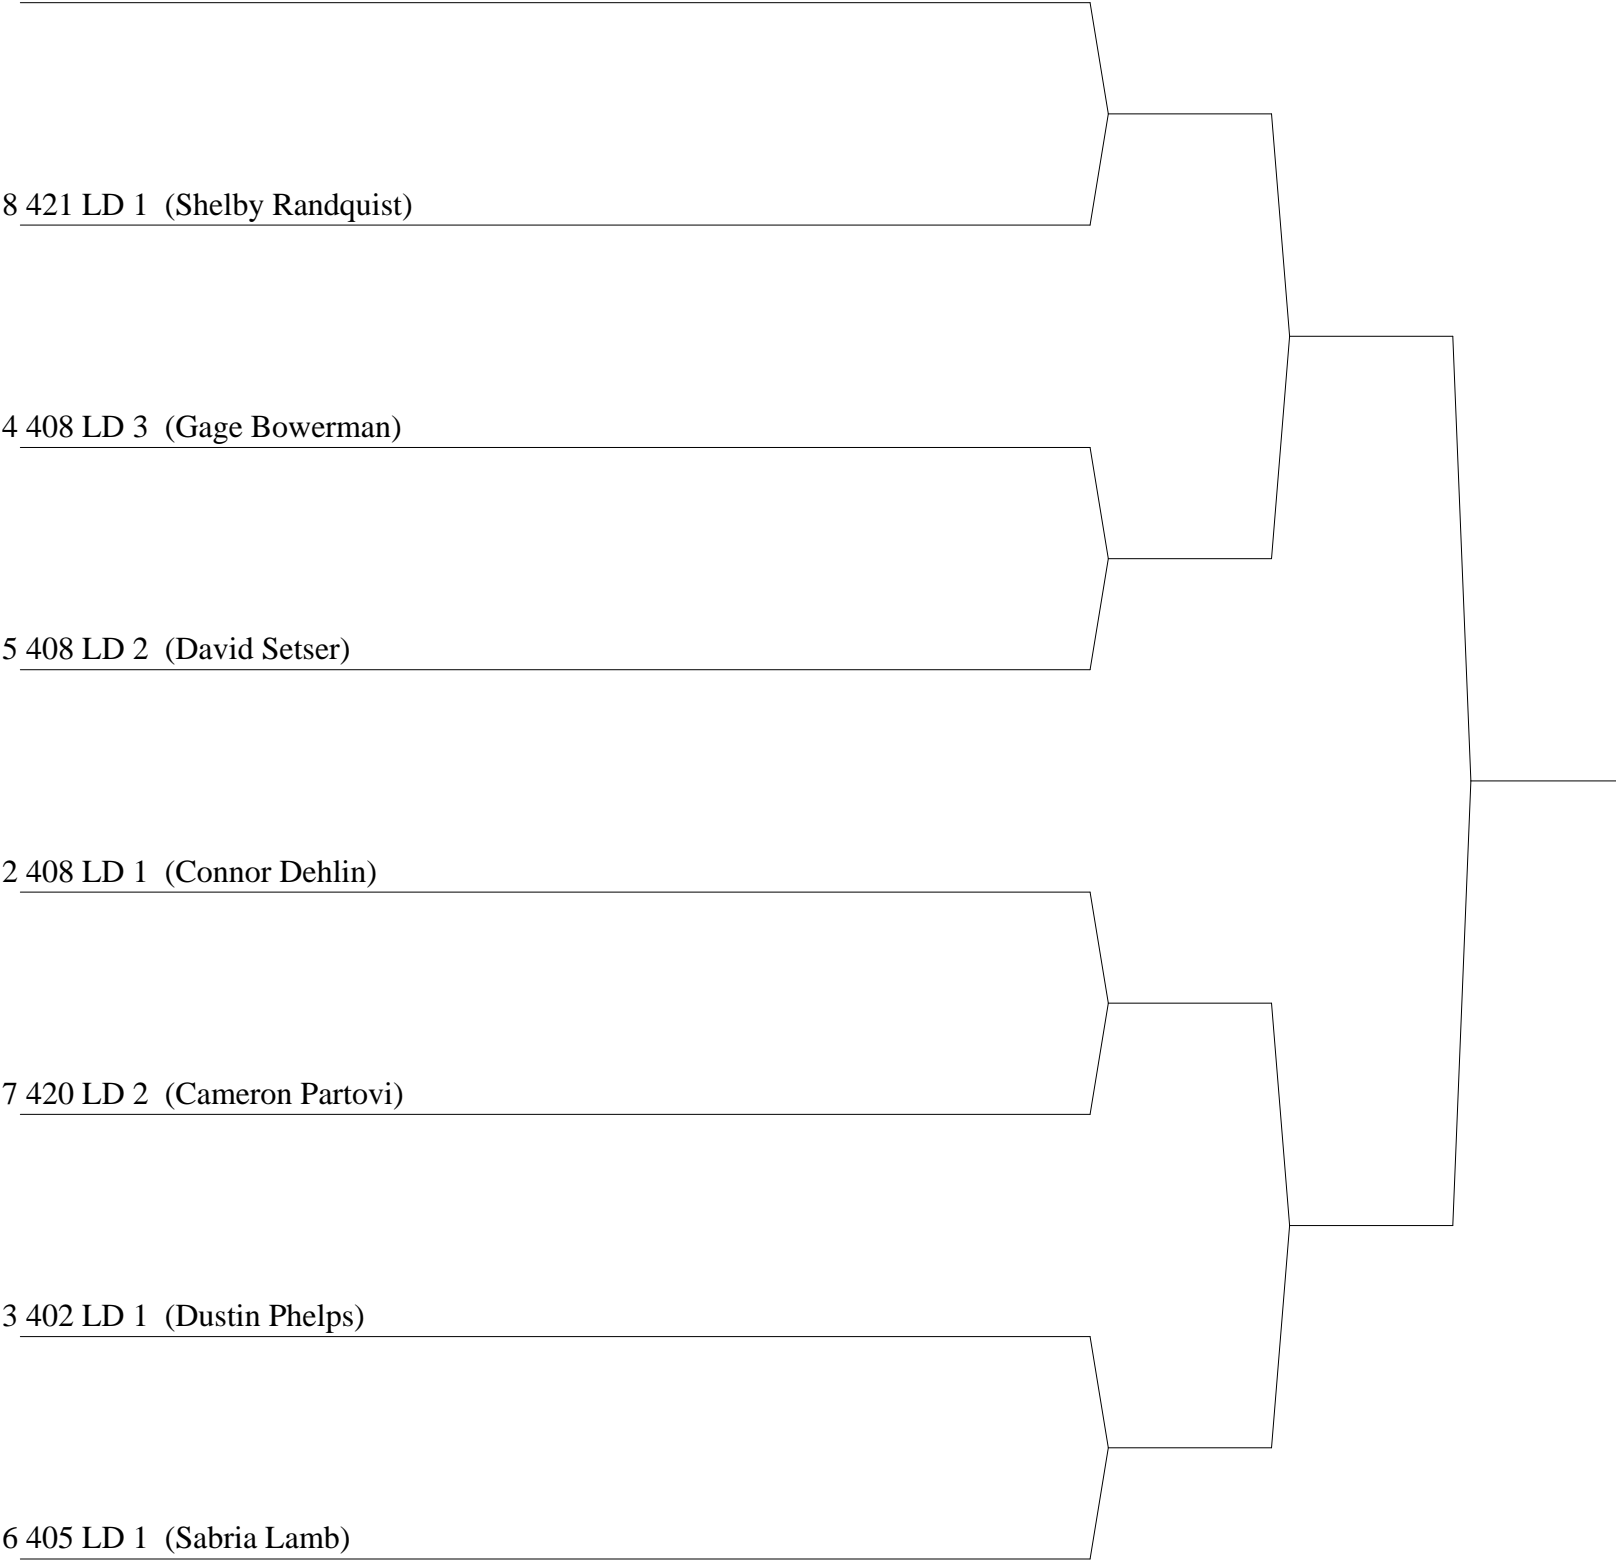 8 421 LD 1 (Shelby Randquist)
4 408 LD 3 (Gage Bowerman)
5 408 LD 2 (David Setser)
2 408 LD 1 (Connor Dehlin)
7 420 LD 2 (Cameron Partovi)
3 402 LD 1 (Dustin Phelps)
6 405 LD 1 (Sabria Lamb)